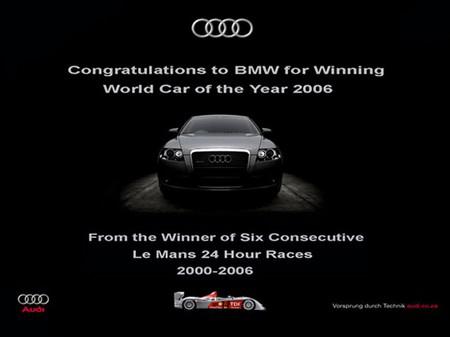 Congratulations to BMW for Winning
World Car of the Year 2006
From the Winner of Six Consecutive
Le Mans 24 Hour Races
2000-2006
Audi
TDI
Vorsprung durch Technik audi.co.za